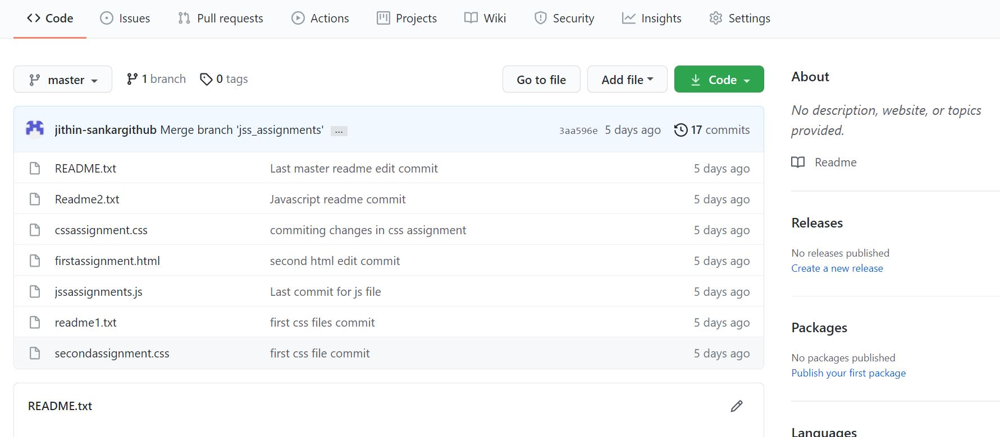 Code Issues Pull requests Actions Projects Wiki Security Insights Settings
master 1 branch 0 tags Go to file Add file Code
jithin-sankargithub Merge branch 'jss_assignments' ... 3aa596e 5 days ago 17 commits
README.txt Last master readme edit commit 5 days ago
Readme2.txt Javascript readme commit 5 days ago
cssassignment.css commiting changes in css assignment 5 days ago
firstassignment.html second html edit commit 5 days ago
jssassignments.js Last commit for js file 5 days ago
readme1.txt first css files commit 5 days ago
secondassignment.css first css file commit 5 days ago
README.txt
About
No description, website, or topics
provided.
Readme
Releases
No releases published
Create a new release
Packages
No packages published
Publish your first package
Languages